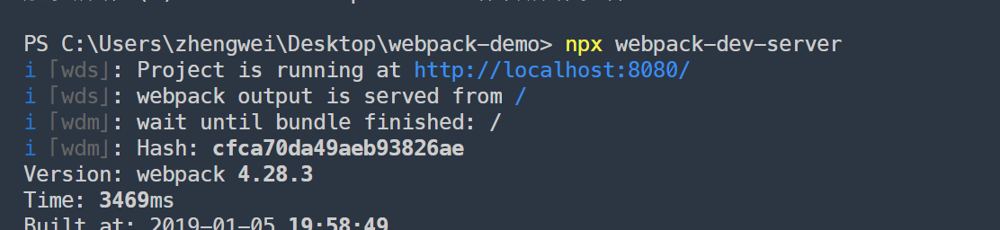 PS C:\Users\zhengwei\Desktop\webpack-demo> npx webpack-dev-server
i ｢wds｣: Project is running at http://localhost:8080/
i ｢wds｣: webpack output is served from /
i ｢wdm｣: wait until bundle finished: /
i ｢wdm｣: Hash: cfca70da49aeb93826ae
Version: webpack 4.28.3
Time: 3469ms
Built at: 2019-01-05 19:58:49